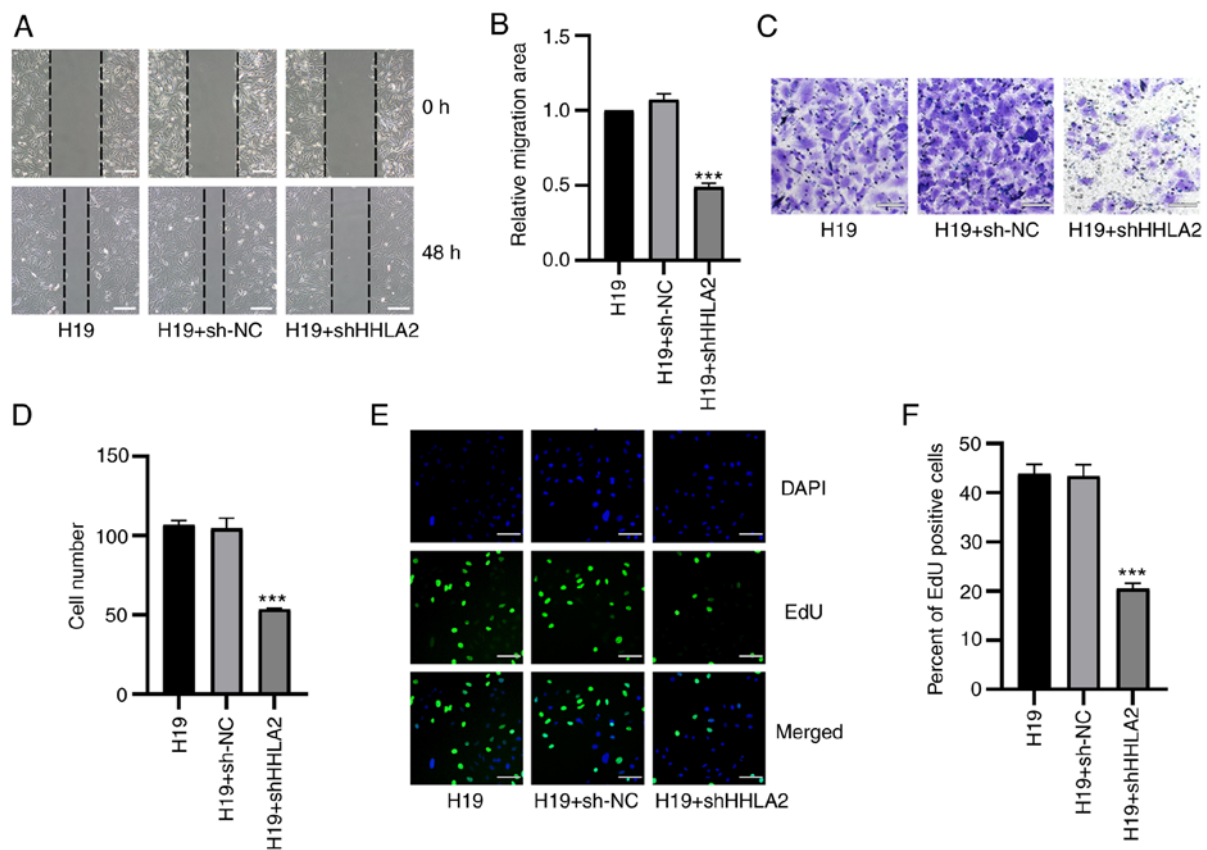 A
0 h
48 h
H19
H19+sh-NC
H19+shHHLA2
B
Relative migration area
1.5
1.0
0.5
0.0
***
H19
H19+sh-NC
H19+shHHLA2
C
H19
H19+sh-NC
H19+shHHLA2
D
Cell number
150
100
50
0
***
H19
H19+sh-NC
H19+shHHLA2
E
DAPI
EdU
Merged
H19
H19+sh-NC
H19+shHHLA2
F
Percent of EdU positive cells
50
40
30
20
40
0
***
H19
H19+sh-NC
H19+shHHLA2